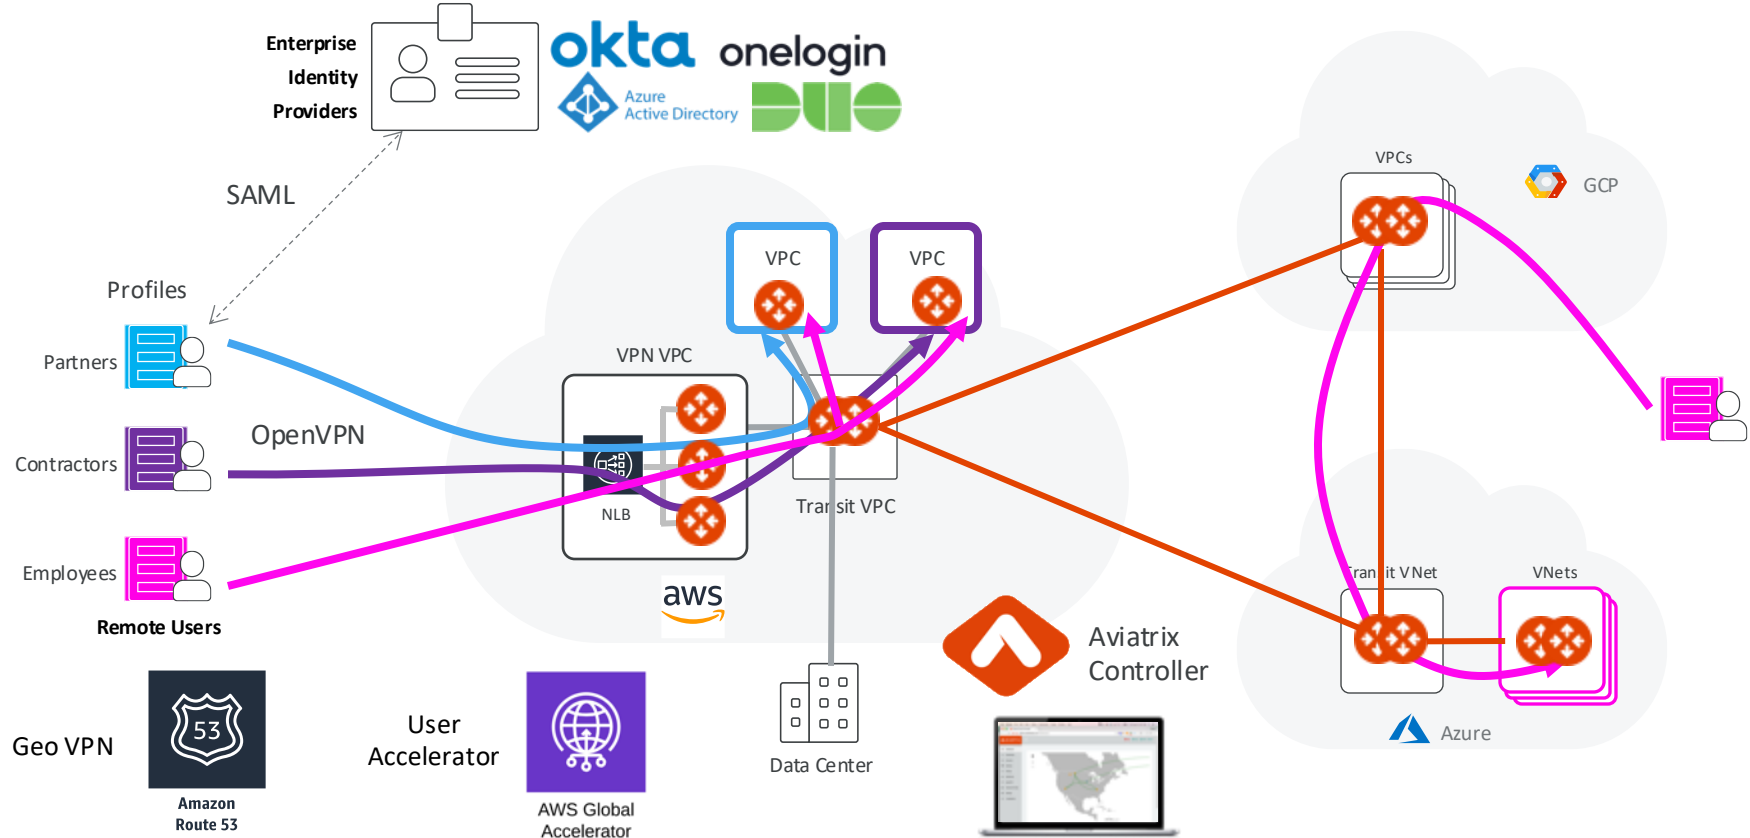 Enterprise
Identity
Providers
okta
onelogin
Azure
Active Directory
DUO
SAML
Profiles
Partners
OpenVPN
Contractors
Employees
Remote Users
VPC
VPC
VPN VPC
NLB
Transit VPC
aws
VPCs
GCP
Transit VNet
VNets
Azure
Aviatrix
Controller
Geo VPN
53
Amazon
Route 53
User
Accelerator
AWS Global
Accelerator
Data Center